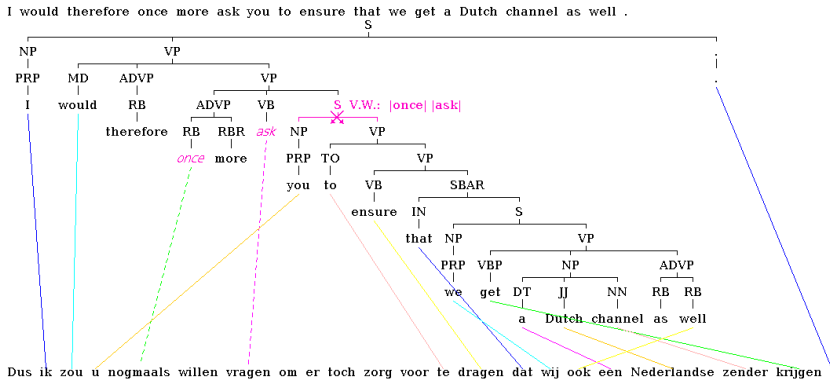 I would therefore once more ask you to ensure that we get a Dutch channel as well .
S
NP VP .
PRP MD ADVP VP .
I would RB ADVP VB S V.W.: |once| |ask|
therefore RB RBR ask NP VP
once more PRP TO VP
you to VB SBAR
ensure IN S
that NP VP
PRP VBP NP ADVP
we get DT JJ NN RB RB
a Dutch channel as well
Dus ik zou u nogmaals willen vragen om er toch zorg voor te dragen dat wij ook een Nederlandse zender krijgen